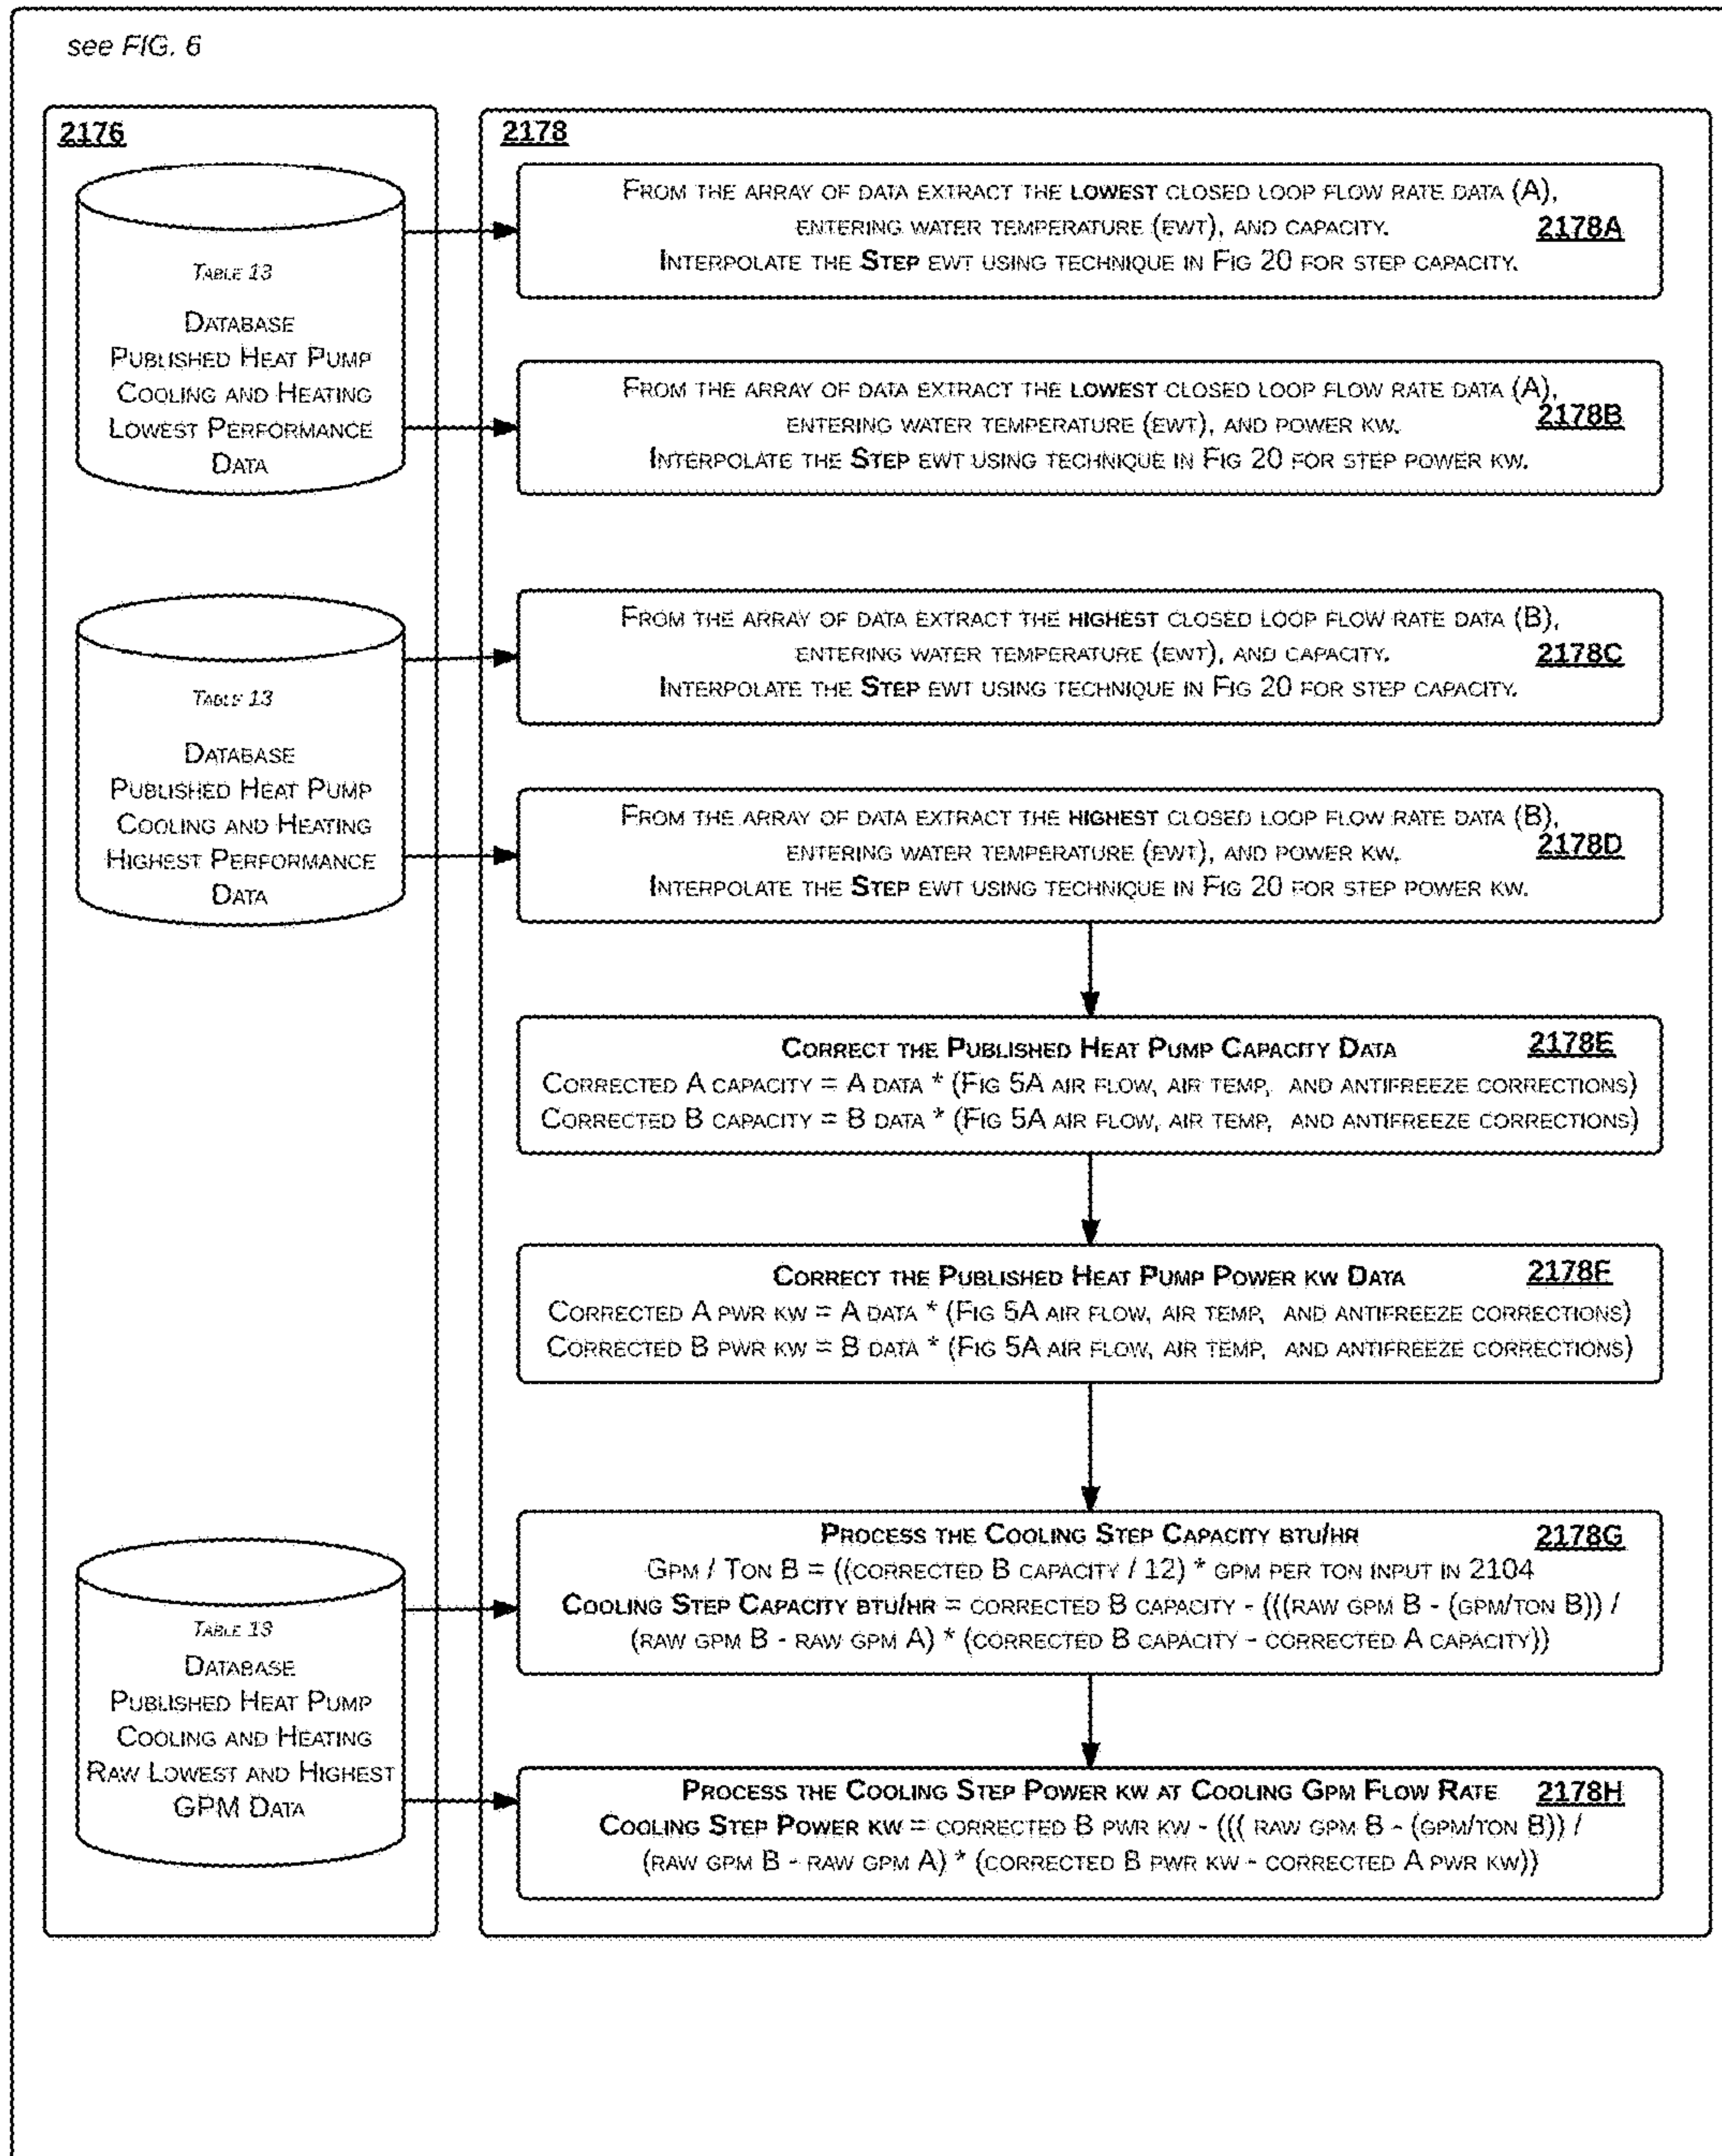 see FIG. 6
2176
Table 13
Database
Published Heat Pump
Cooling and Heating
Lowest Performance
Data
Table 13
Database
Published Heat Pump
Cooling and Heating
Highest Performance
Data
Table 13
Database
Published Heat Pump
Cooling and Heating
Raw Lowest and Highest
GPM Data
2178
From the array of data extract the lowest closed loop flow rate data (A),
entering water temperature (ewt), and capacity.
2178A
Interpolate the Step ewt using technique in Fig 20 for step capacity.
From the array of data extract the lowest closed loop flow rate data (A),
entering water temperature (ewt), and power kw.
2178B
Interpolate the Step ewt using technique in Fig 20 for step power kw.
From the array of data extract the highest closed loop flow rate data (B),
entering water temperature (ewt), and capacity.
2178C
Interpolate the Step ewt using technique in Fig 20 for step capacity.
From the array of data extract the highest closed loop flow rate data (B),
entering water temperature (ewt), and power kw.
2178D
Interpolate the Step ewt using technique in Fig 20 for step power kw.
Correct the Published Heat Pump Capacity Data
2178E
Corrected A capacity = A data * (Fig 5A air flow, air temp, and antifreeze corrections)
Corrected B capacity = B data * (Fig 5A air flow, air temp, and antifreeze corrections)
Correct the Published Heat Pump Power kw Data
2178F
Corrected A pwr kw = A data * (Fig 5A air flow, air temp, and antifreeze corrections)
Corrected B pwr kw = B data * (Fig 5A air flow, air temp, and antifreeze corrections)
Process the Cooling Step Capacity btu/hr
2178G
Gpm / Ton B = ((corrected B capacity / 12) * gpm per ton input in 2104
Cooling Step Capacity btu/hr = corrected B capacity - (((raw gpm B - (gpm/ton B)) /
(raw gpm B - raw gpm A) * (corrected B capacity - corrected A capacity))
Process the Cooling Step Power kw at Cooling Gpm Flow Rate
2178H
Cooling Step Power kw = corrected B pwr kw - ((( raw gpm B - (gpm/ton B)) /
(raw gpm B - raw gpm A) * (corrected B pwr kw - corrected A pwr kw))